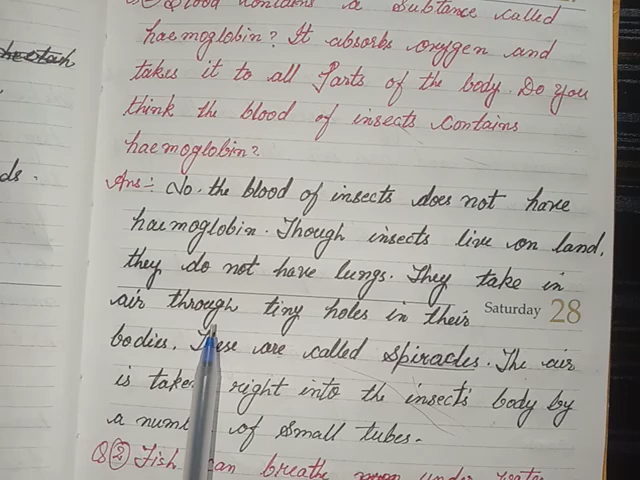 Blood contains a substance called
haemoglobin? It absorbs oxygen and
takes it to all Parts of the body. Do you
think the blood of insects contains
haemoglobin?
Ans:- No. the blood of insects does not have
haemoglobin. Though insects live on land,
they do not have lungs. They take in
air through tiny holes in their
Saturday 28
bodies. These are called Spiracles. The air
is taken right into the insect's body by
a of small tubes.
Q(2) Fish can breathe under water
ds.